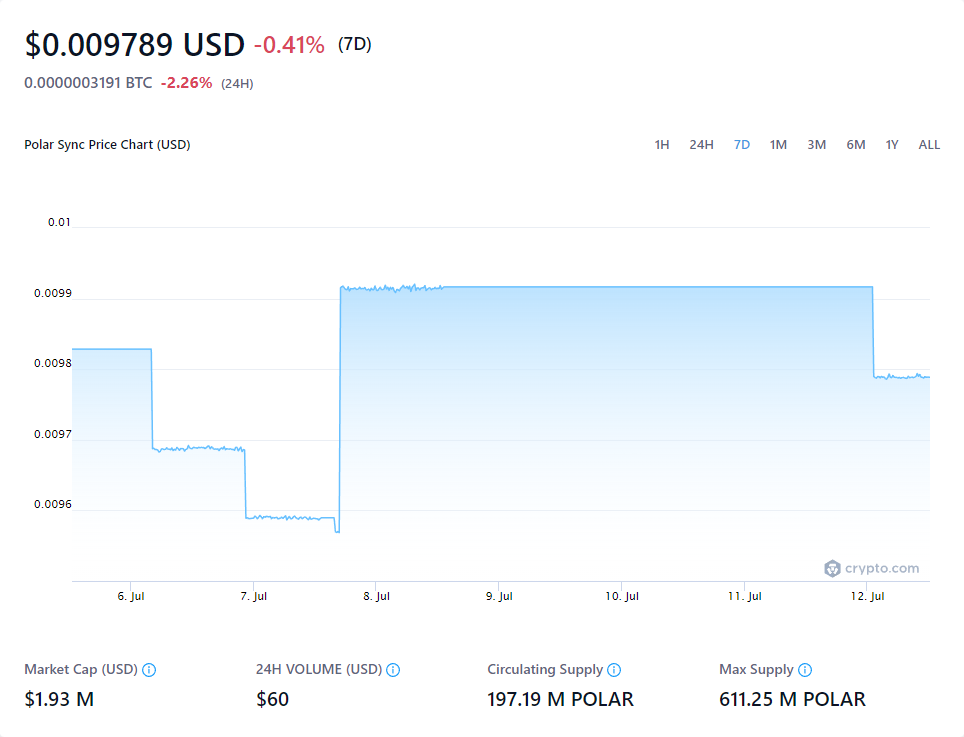 $0.009789 USD -0.41% (7D)
0.0000003191 BTC -2.26% (24H)
Polar Sync Price Chart (USD)
1H 24H 7D 1M 3M 6M 1Y ALL
0.01
0.0099
0.0098
0.0097
0.0096
crypto.com
6. Jul 7. Jul 8. Jul 9. Jul 10. Jul 11. Jul 12. Jul
Market Cap (USD) 24H VOLUME (USD) Circulating Supply Max Supply
$1.93 M $60 197.19 M POLAR 611.25 M POLAR